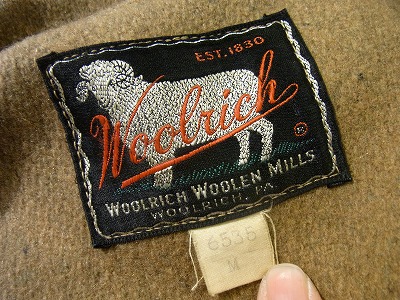 EST. 1830
Woolrich
®
WOOLRICH WOOLEN MILLS
WOOLRICH, PA
6535
M